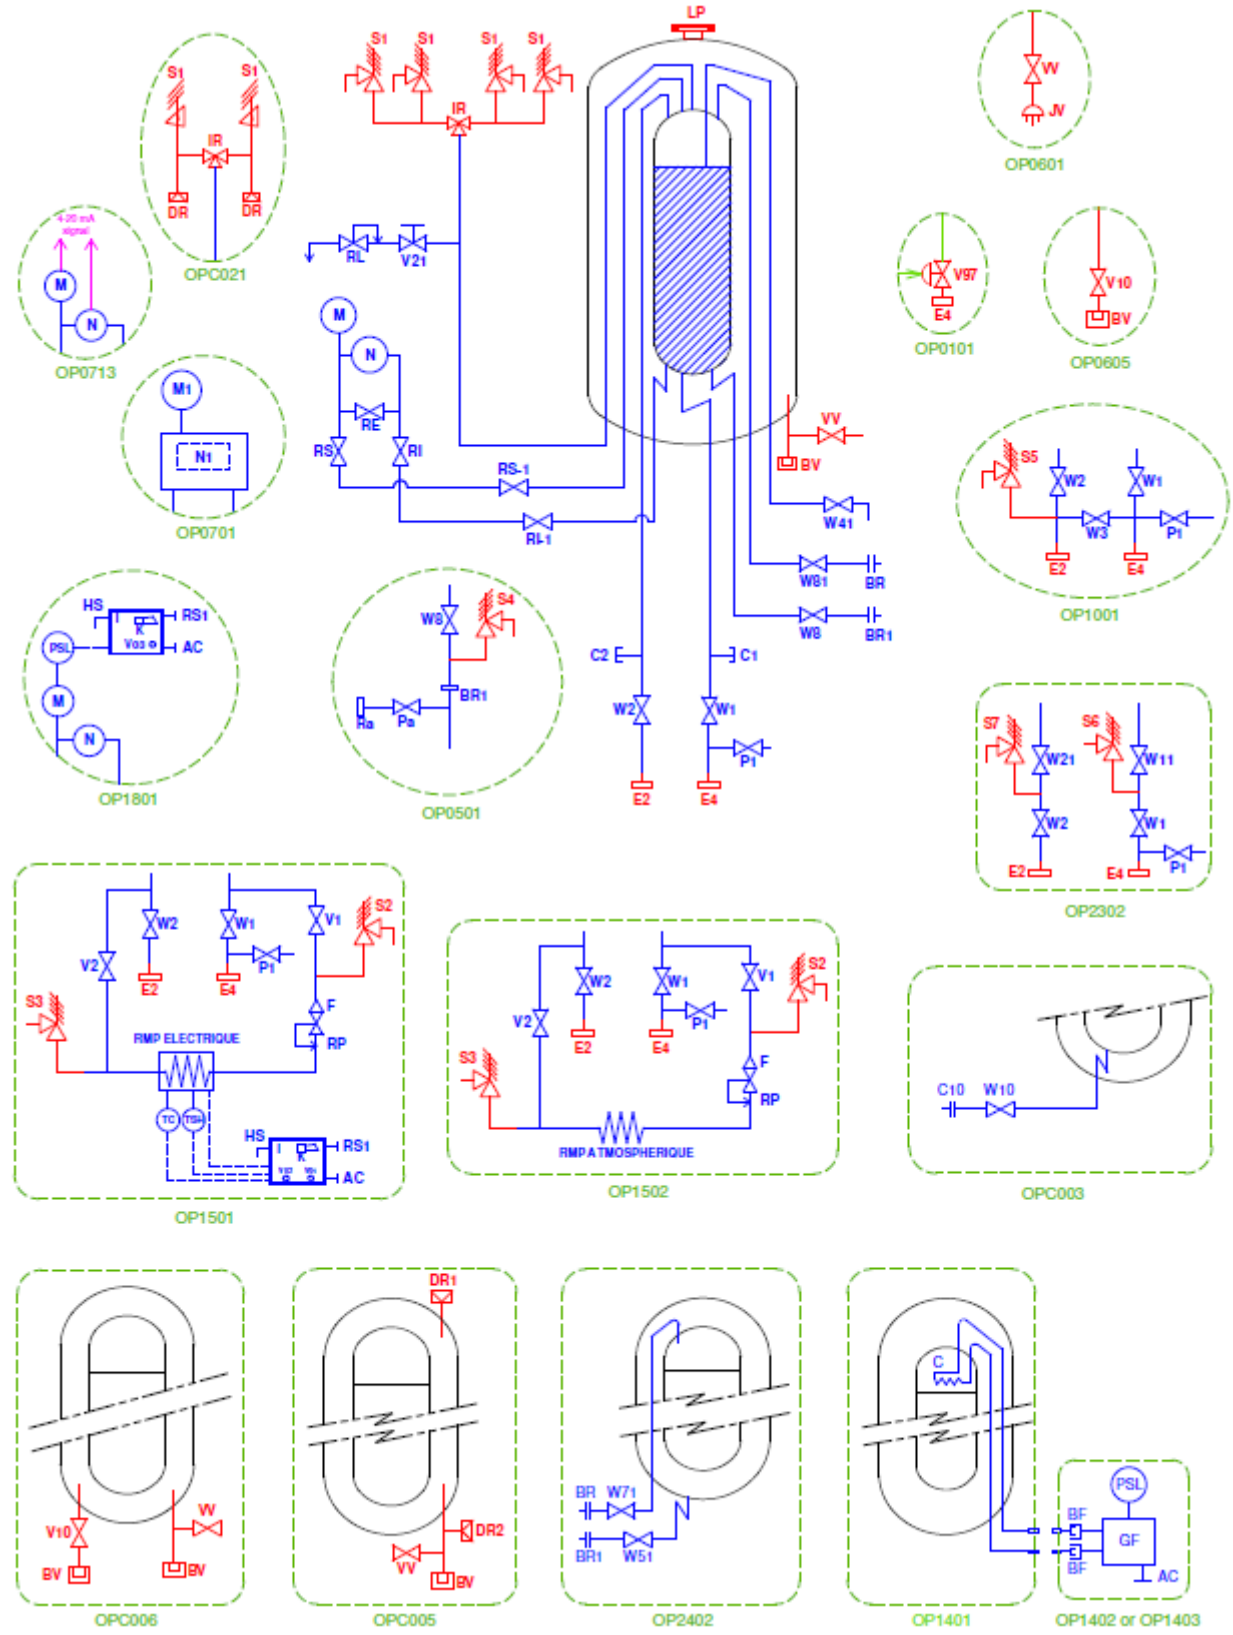 LP
S1
S1
S1
S1
IR
S1
S1
IR
DR
DR
OPC021
4-20 mA
signal
M
N
OP0713
RL
V21
M
N
RE
RS
RI
RS-1
RI-1
M1
N1
OP0701
VV
JV
OP0601
V97
E4
OP0101
V10
BV
OP0605
VV
BV
W41
W81
BR
W8
BR1
C2
C1
W2
W1
P1
E2
E4
S5
W2
W1
W3
P1
E2
E4
OP1001
HS
I
K
V03
RS1
AC
PSL
M
N
OP1801
W8
S4
BR1
Ra
Pa
OP0501
S7
W21
S6
W11
W2
W1
P1
E2
E4
OP2302
W2
W1
V1
S2
V2
P1
E2
E4
S3
F
RP
RMP ELECTRIQUE
TC
TSH
HS
I
K
RS1
AC
OP1501
W2
W1
V1
S2
V2
P1
E2
E4
S3
F
RP
RMP ATMOSPHERIQUE
OP1502
C10
W10
OPC003
V10
VV
BV
BV
OPC006
DR1
DR2
VV
BV
OPC005
BR
W71
BR1
W51
OP2402
C
OP1401
PSL
BF
GF
BF
AC
OP1402 or OP1403